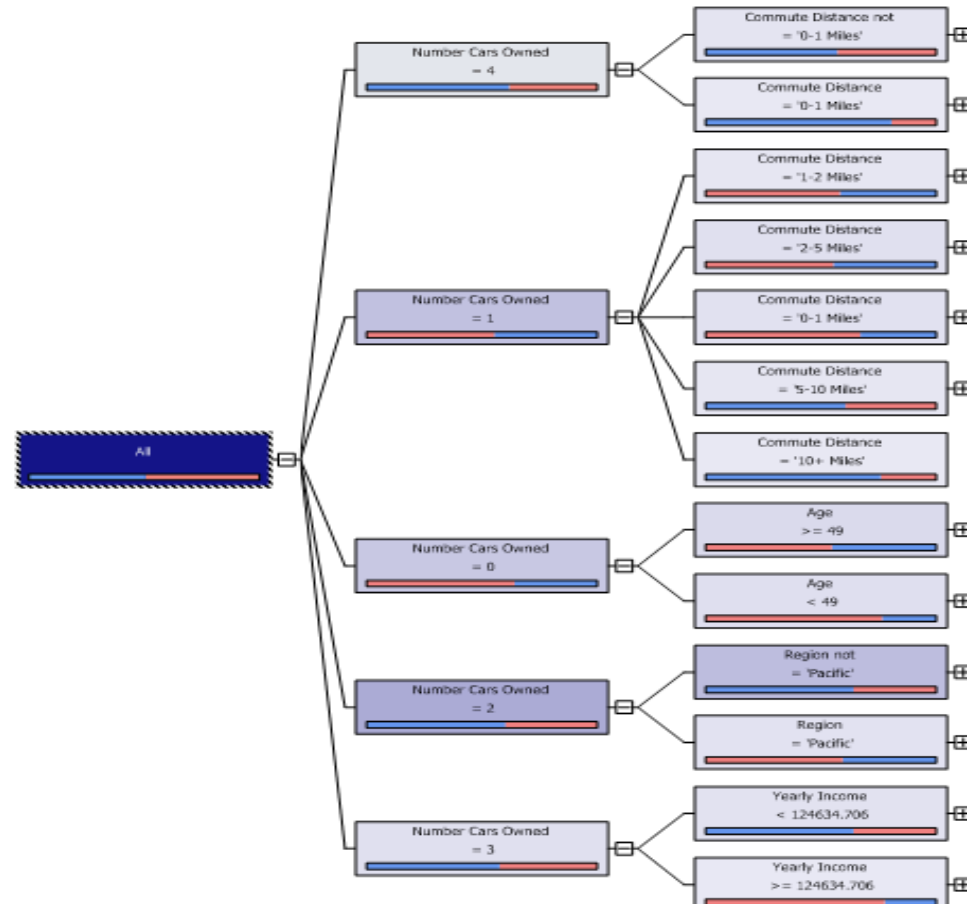 Commute Distance not
= '0-1 Miles'
Number Cars Owned
= 4
Commute Distance
= '0-1 Miles'
Commute Distance
= '1-2 Miles'
Commute Distance
= '2-5 Miles'
Number Cars Owned
= 1
Commute Distance
= '0-1 Miles'
Commute Distance
= '5-10 Miles'
All
Commute Distance
= '10+ Miles'
Age
>= 49
Number Cars Owned
= 0
Age
< 49
Region not
= 'Pacific'
Number Cars Owned
= 2
Region
= 'Pacific'
Yearly Income
< 124634.706
Number Cars Owned
= 3
Yearly Income
>= 124634.706